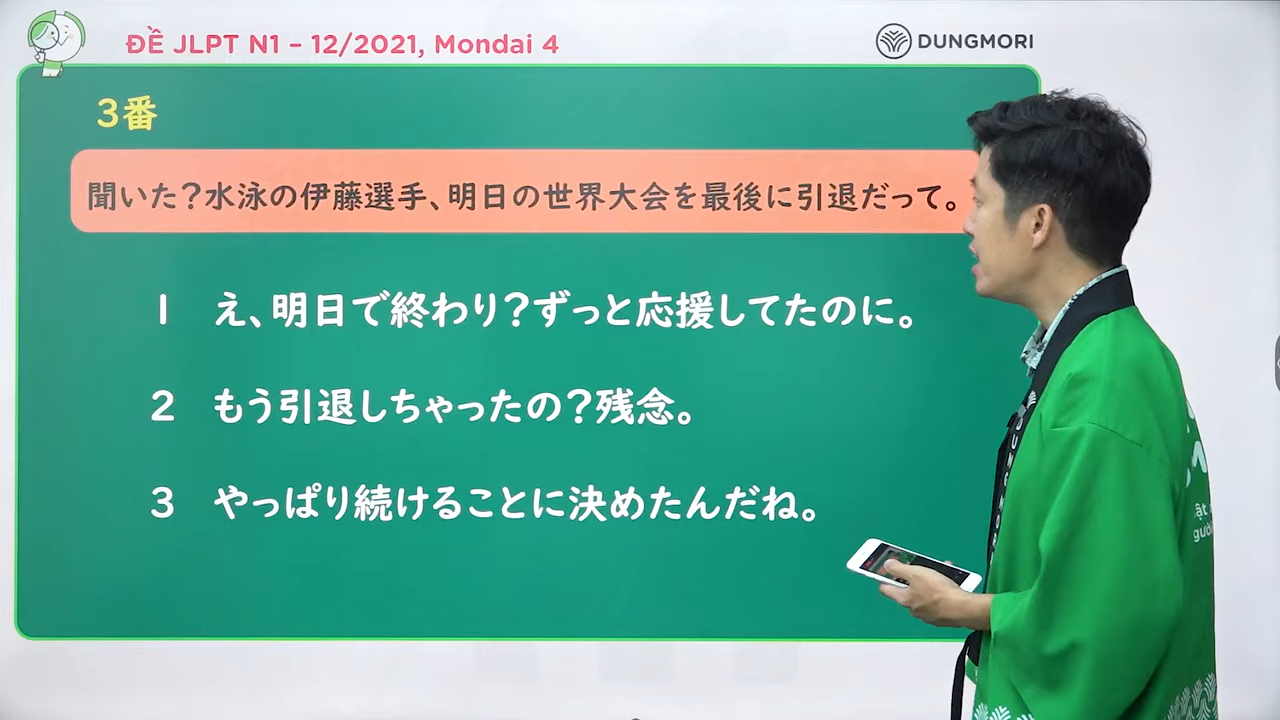 ĐỀ JLPT N1 – 12/2021, Mondai 4
DUNGMORI
3番
聞いた？水泳の伊藤選手、明日の世界大会を最後に引退だって。
1 え、明日で終わり？ずっと応援してたのに。
2 もう引退しちゃったの？残念。
3 やっぱり続けることに決めたんだね。